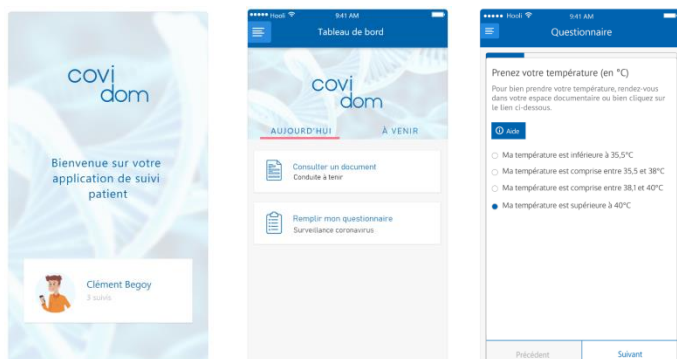 covi
dom
Bienvenue sur votre
application de suivi
patient
Clément Begoy
3 suivis
Hooli 9:41 AM
Tableau de bord
covi
dom
AUJOURD'HUI À VENIR
Consulter un document
Conduite à tenir
Remplir mon questionnaire
Surveillance coronavirus
Hooli 9:41 AM
Questionnaire
Prenez votre température (en °C)
Pour bien prendre votre température, rendez-vous
dans votre espace documentaire ou bien cliquez sur
le lien ci-dessous.
Aide
Ma température est inférieure à 35,5°C
Ma température est comprise entre 35,5 et 38°C
Ma température est comprise entre 38,1 et 40°C
Ma température est supérieure à 40°C
Précédent Suivant